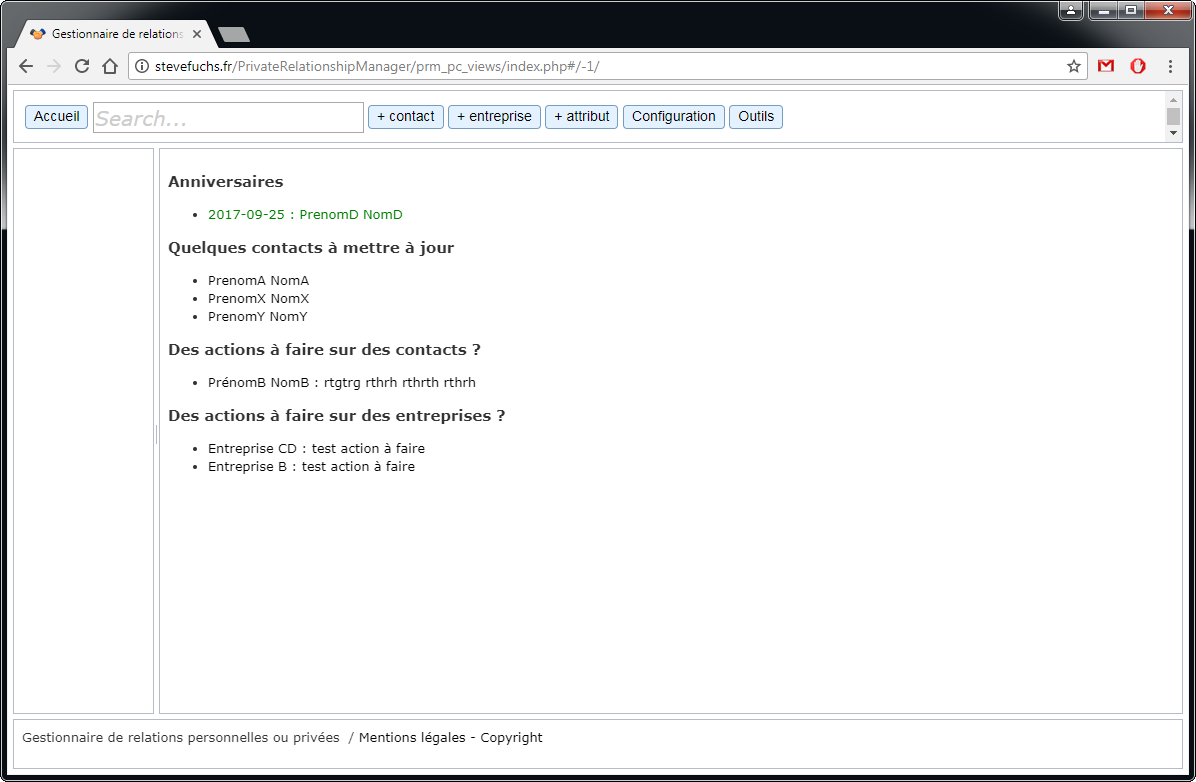 Gestionnaire de relations
stevefuchs.fr/PrivateRelationshipManager/prm_pc_views/index.php#/-1/
Accueil Search... + contact + entreprise + attribut Configuration Outils
Anniversaires
2017-09-25 : PrenomD NomD
Quelques contacts à mettre à jour
PrenomA NomA
PrenomX NomX
PrenomY NomY
Des actions à faire sur des contacts ?
PrénomB NomB : rtgtrg rthrh rthrth rthrh
Des actions à faire sur des entreprises ?
Entreprise CD : test action à faire
Entreprise B : test action à faire
Gestionnaire de relations personnelles ou privées / Mentions légales - Copyright